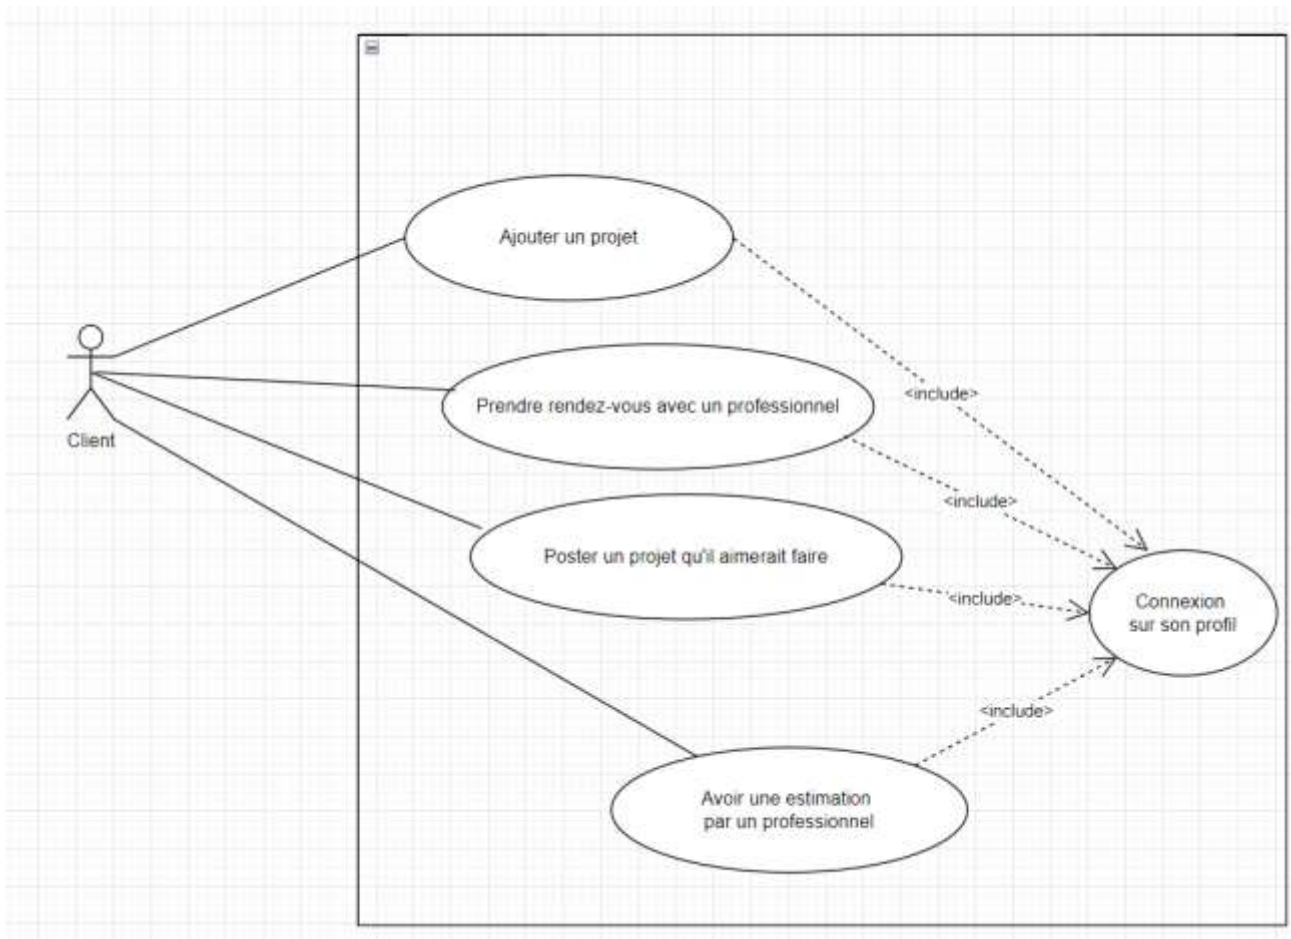 Ajouter un projet
<include>
Prendre rendez-vous avec un professionnel
Client
<include>
Poster un projet qu'il aimerait faire
<include>
Connexion
sur son profil
<include>
Avoir une estimation
par un professionnel